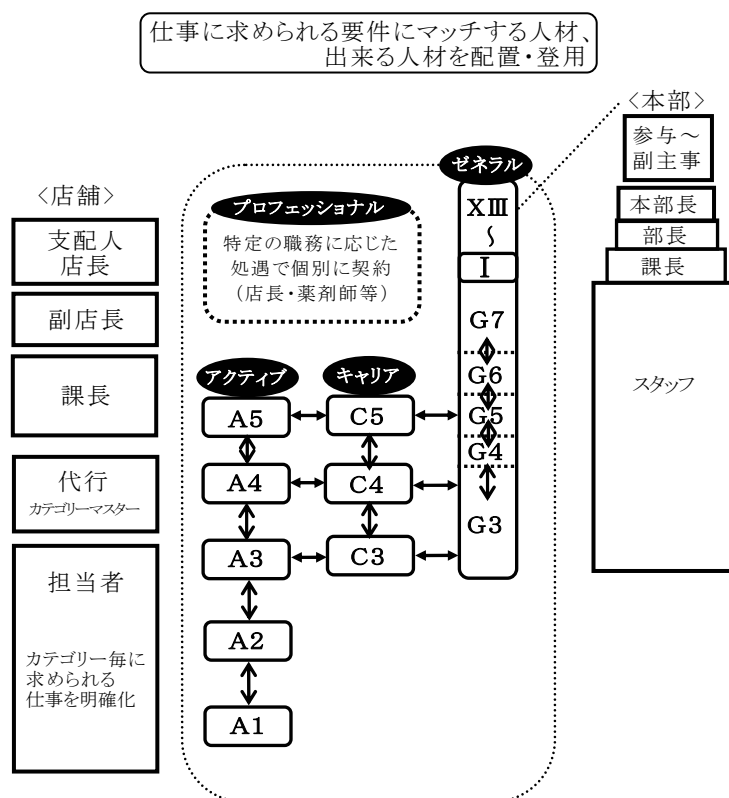 仕事に求められる要件にマッチする人材、
出来る人材を配置・登用
〈本部〉
参与～
副主事
本部長
部長
課長
スタッフ
〈店舗〉
支配人
店長
副店長
課長
代行
カテゴリーマスター
担当者
カテゴリー毎に
求められる
仕事を明確化
プロフェッショナル
特定の職務に応じた
処遇で個別に契約
（店長・薬剤師等）
アクティブ
A5
A4
A3
A2
A1
キャリア
C5
C4
C3
ゼネラル
XⅢ
～
Ⅰ
G7
G6
G5
G4
G3